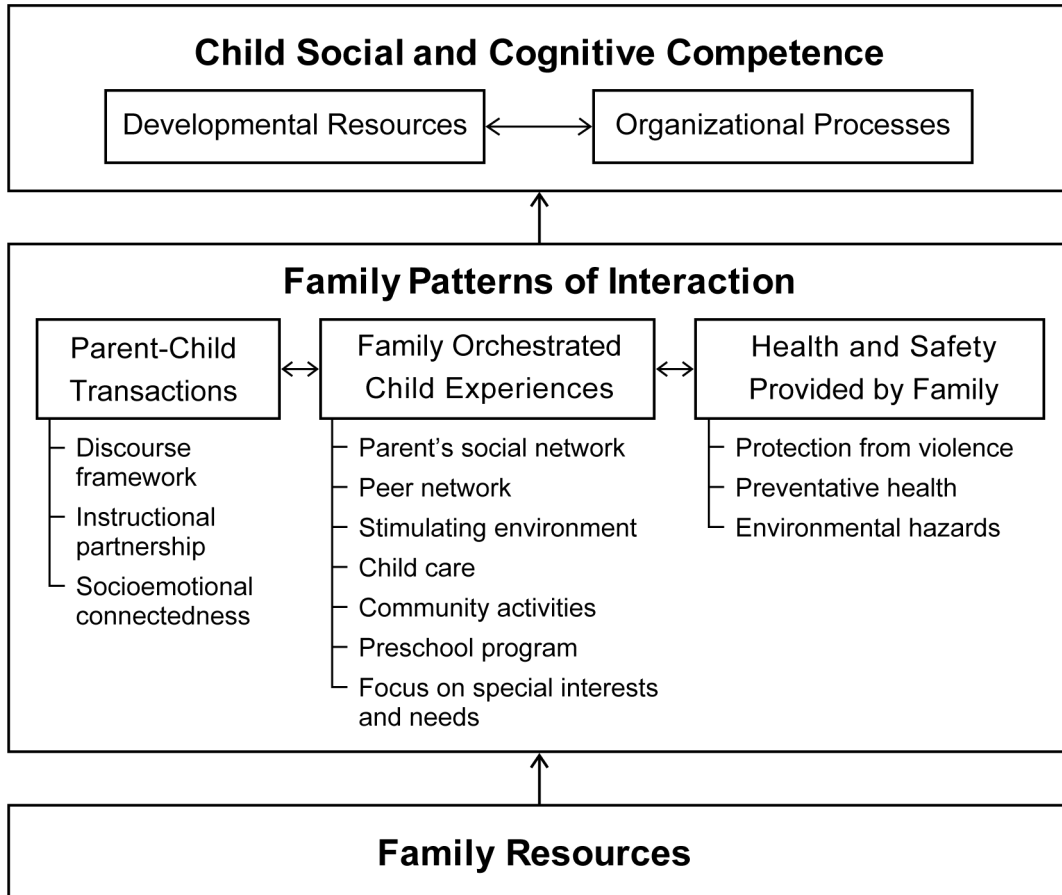 Child Social and Cognitive Competence
Developmental Resources
Organizational Processes
Family Patterns of Interaction
Parent-Child
Transactions
Discourse
framework
Instructional
partnership
Socioemotional
connectedness
Family Orchestrated
Child Experiences
Parent’s social network
Peer network
Stimulating environment
Child care
Community activities
Preschool program
Focus on special interests
and needs
Health and Safety
Provided by Family
Protection from violence
Preventative health
Environmental hazards
Family Resources